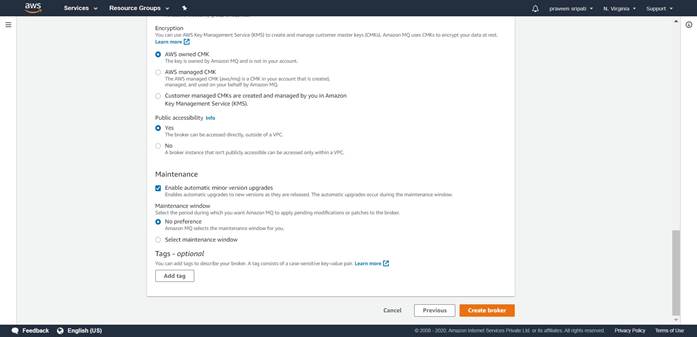 aws
Services
Resource Groups
praveen sripati
N. Virginia
Support
Encryption
You can use AWS Key Management Service (KMS) to create and manage customer master keys (CMKs). Amazon MQ uses CMKs to encrypt your data at rest.
Learn more
AWS owned CMK
The key is owned by Amazon MQ and is not in your account.
AWS managed CMK
The AWS managed CMK (aws/mq) is a CMK in your account that is created,
managed, and used on your behalf by Amazon MQ.
Customer managed CMKs are created and managed by you in Amazon
Key Management Service (KMS).
Public accessibility Info
Yes
The broker can be accessed directly, outside of a VPC.
No
A broker instance that isn't publicly accessible can be accessed only within a VPC.
Maintenance
Enable automatic minor version upgrades
Enables automatic upgrades to new versions as they are released. The automatic upgrades occur during the maintenance window.
Maintenance window
Select the period during which you want Amazon MQ to apply pending modifications or patches to the broker.
No preference
Amazon MQ selects the maintenance window for you.
Select maintenance window
Tags - optional
You can add tags to describe your broker. A tag consists of a case-sensitive key-value pair. Learn more
Add tag
Cancel
Previous
Create broker
Feedback
English (US)
© 2008 - 2020, Amazon Internet Services Private Ltd. or its affiliates. All rights reserved.
Privacy Policy
Terms of Use